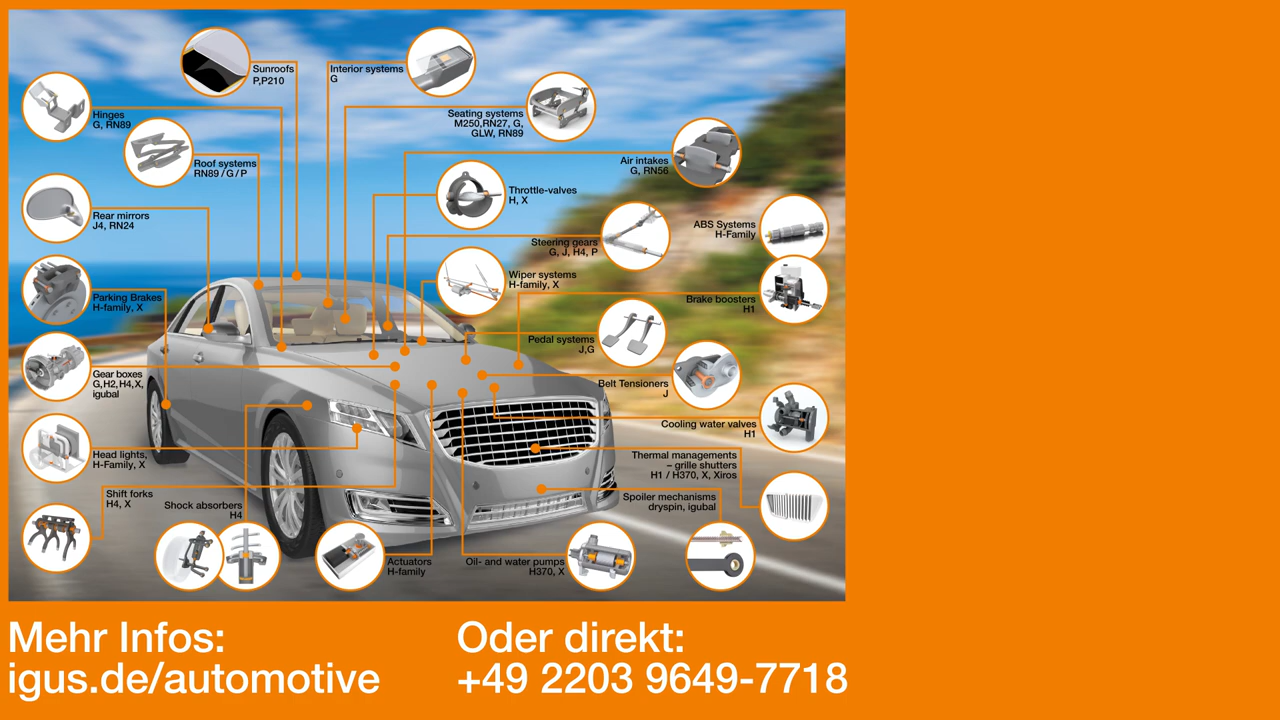 Sunroofs
P,P210
Interior systems
G
Hinges
G, RN89
Seating systems
M250,RN27, G,
GLW, RN89
Roof systems
RN89 / G / P
Air intakes
G, RN56
Throttle-valves
H, X
Rear mirrors
J4, RN24
Steering gears
G, J, H4, P
ABS Systems
H-Family
Wiper systems
H-family, X
Parking Brakes
H-family, X
Brake boosters
H1
Pedal systems
J,G
Gear boxes
G,H2,H4,X,
igubal
Belt Tensioners
J
Cooling water valves
H1
Head lights,
H-Family, X
Thermal managements
– grille shutters
H1 / H370, X, Xiros
Shift forks
H4, X
Shock absorbers
H4
Spoiler mechanisms
dryspin, igubal
Actuators
H-family
Oil- and water pumps
H370, X
Mehr Infos:
igus.de/automotive
Oder direkt:
+49 2203 9649-7718